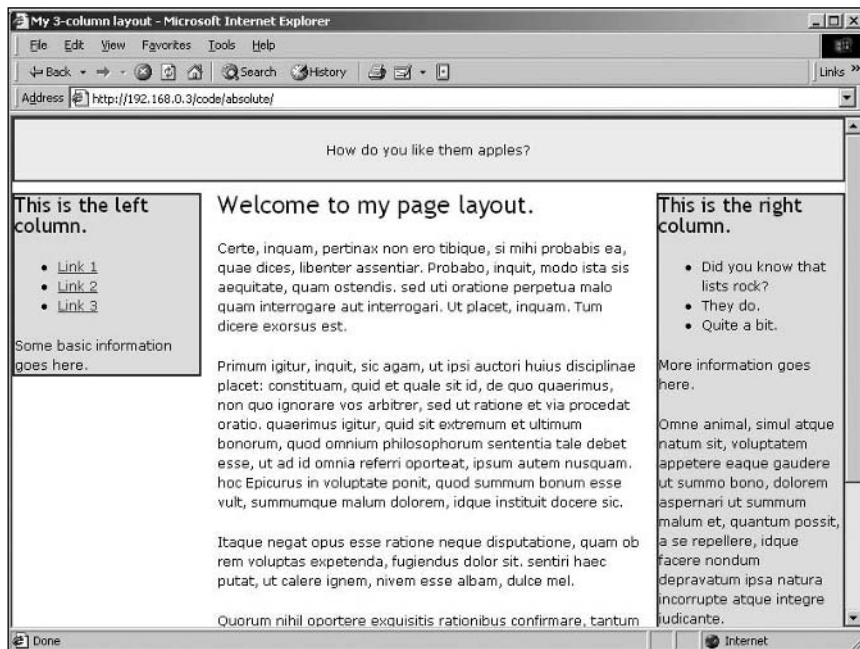 My 3-column layout - Microsoft Internet Explorer
File Edit View Favorites Tools Help
Back Search History Links »
Address http://192.168.0.3/code/absolute/
How do you like them apples?
This is the left
column.
• Link 1
• Link 2
• Link 3
Some basic information
goes here.
Welcome to my page layout.
Certe, inquam, pertinax non ero tibique, si mihi probabis ea,
quae dices, libenter assentiar. Probabo, inquit, modo ista sis
aequitate, quam ostendis. sed uti oratione perpetua malo
quam interrogare aut interrogari. Ut placet, inquam. Tum
dicere exorsus est.
Primum igitur, inquit, sic agam, ut ipsi auctori huius disciplinae
placet: constituam, quid et quale sit id, de quo quaerimus,
non quo ignorare vos arbitrer, sed ut ratione et via procedat
oratio. quaerimus igitur, quid sit extremum et ultimum
bonorum, quod omnium philosophorum sententia tale debet
esse, ut ad id omnia referri oporteat, ipsum autem nusquam.
hoc Epicurus in voluptate ponit, quod summum bonum esse
vult, summumque malum dolorem, idque instituit docere sic.
Itaque negat opus esse ratione neque disputatione, quam ob
rem voluptas expetenda, fugiendus dolor sit. sentiri haec
putat, ut calere ignem, nivem esse albam, dulce mel.
Quorum nihil oportere exquisitis rationibus confirmare, tantum
This is the right
column.
• Did you know that
lists rock?
• They do.
• Quite a bit.
More information goes
here.
Omne animal, simul atque
natum sit, voluptatem
appetere eaque gaudere
ut summo bono, dolorem
aspernari ut summum
malum et, quantum possit,
a se repellere, idque
facere nondum
depravatum ipsa natura
incorrupte atque integre
iudicante.
Done Internet